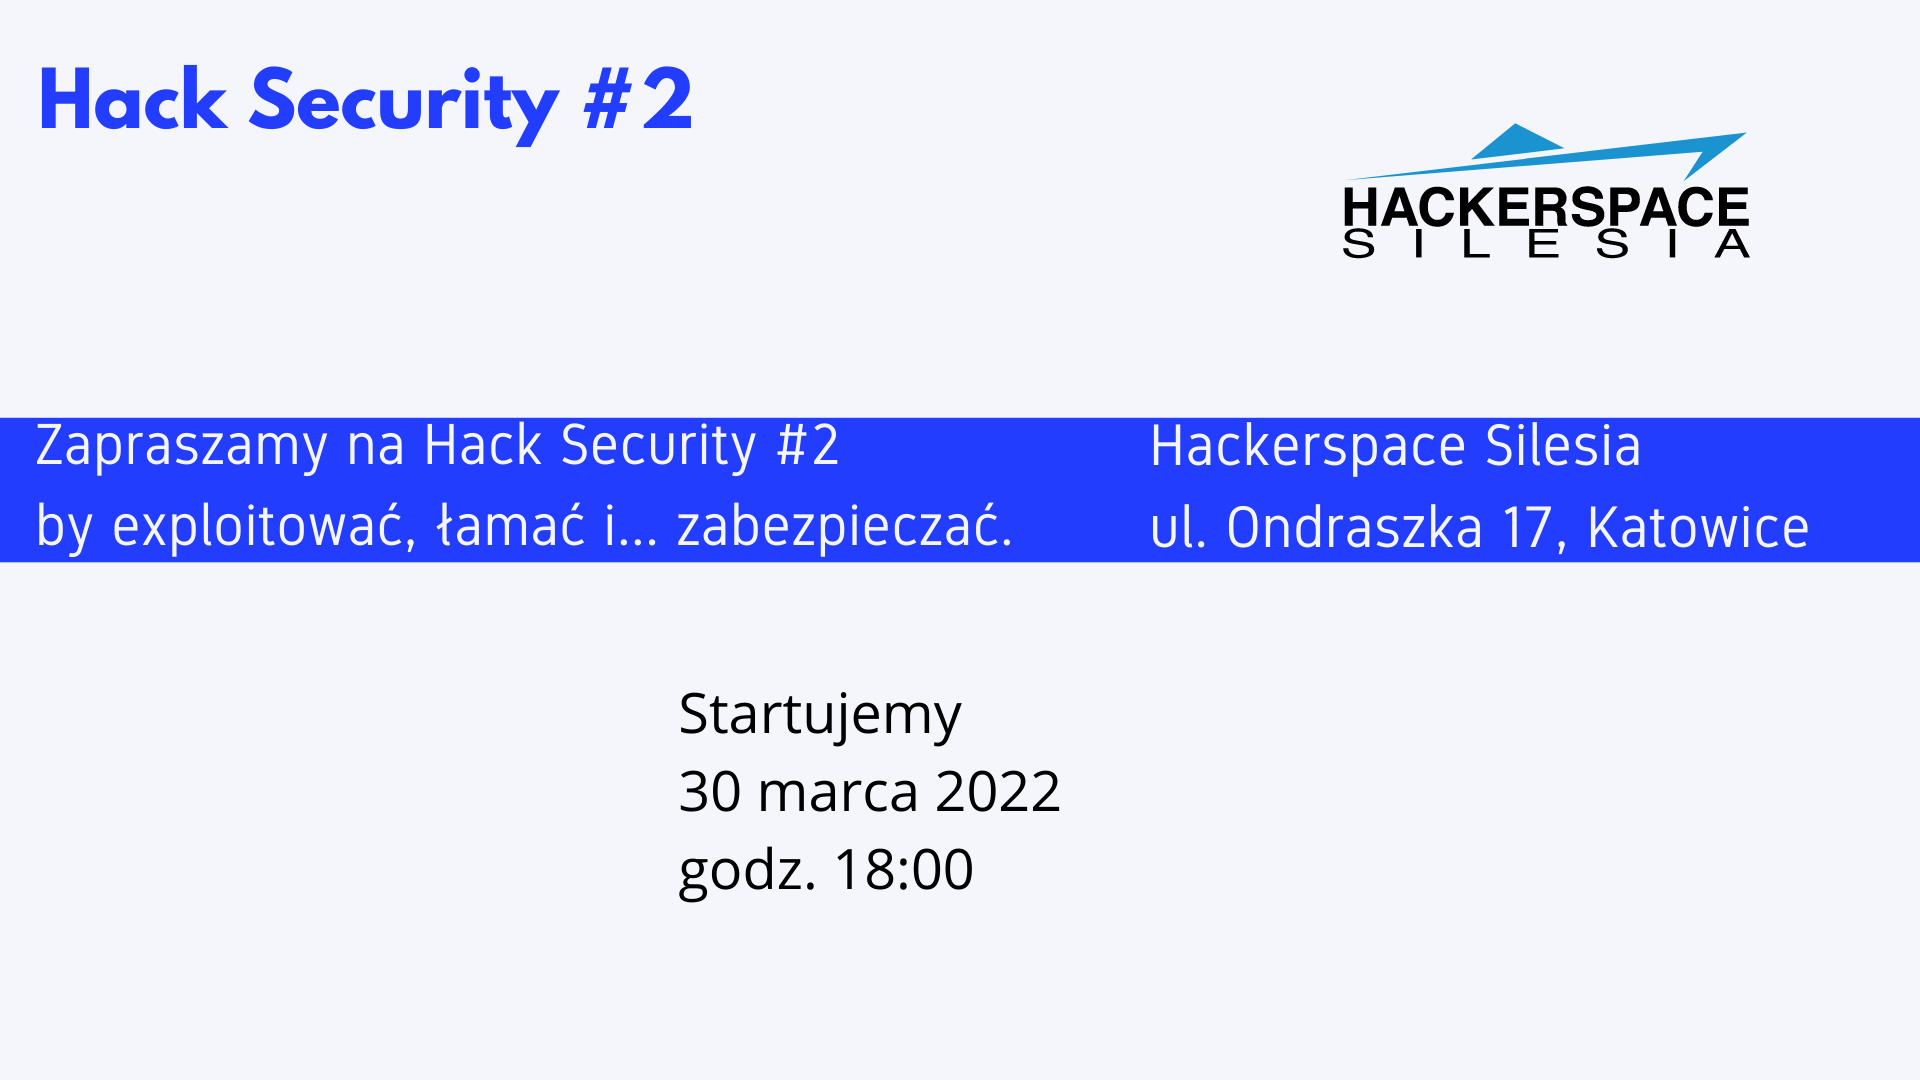 Hack Security #2
HACKERSPACE
SILESIA
Zapraszamy na Hack Security #2
by exploitować, łamać i... zabezpieczać.
Hackerspace Silesia
ul. Ondraszka 17, Katowice
Startujemy
30 marca 2022
godz. 18:00